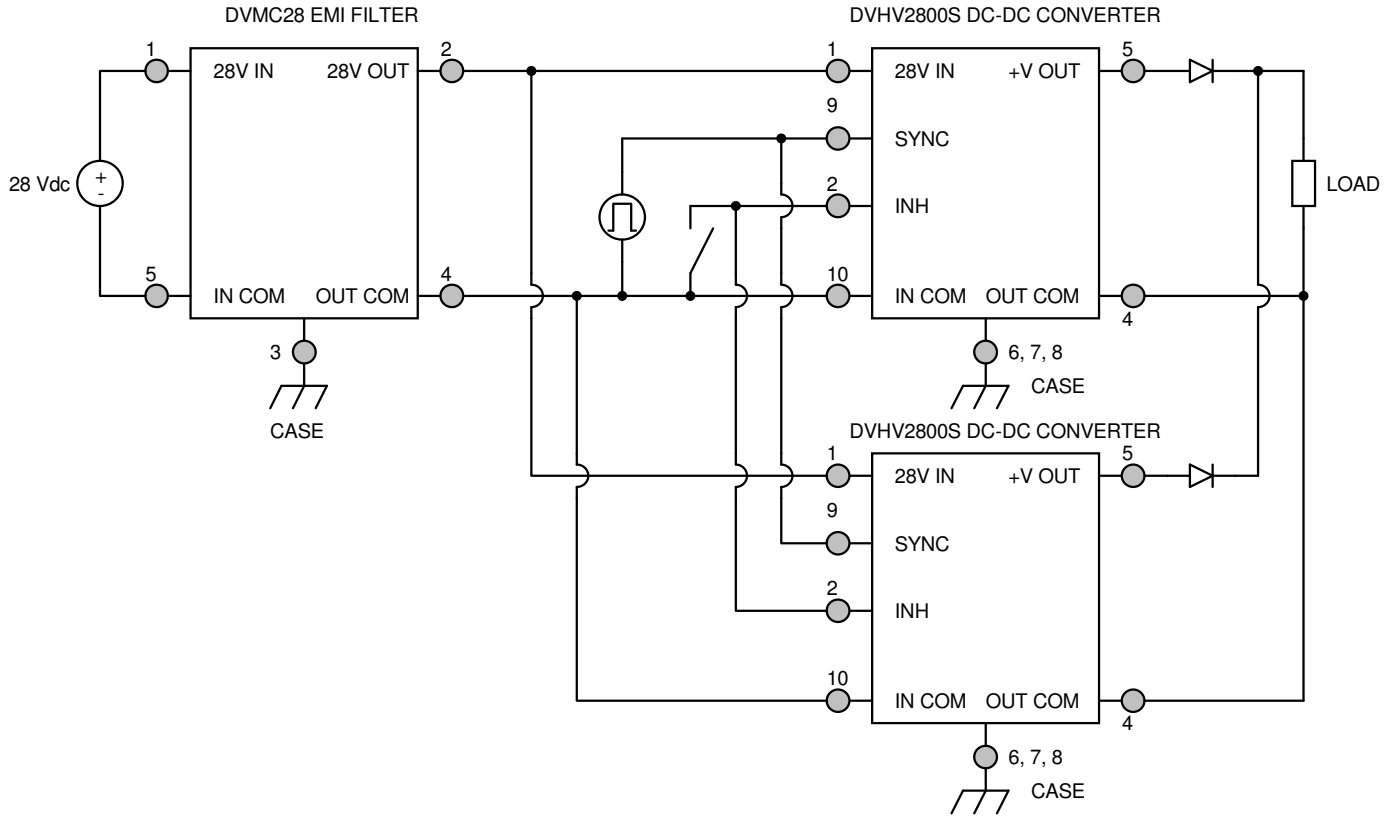 DVMC28 EMI FILTER
DVHV2800S DC-DC CONVERTER
1
28V IN
28V OUT
2
1
28V IN
+V OUT
5
9
SYNC
28 Vdc
+
-
2
INH
LOAD
5
IN COM
OUT COM
4
10
IN COM
OUT COM
4
3
CASE
6, 7, 8
CASE
DVHV2800S DC-DC CONVERTER
1
28V IN
+V OUT
5
9
SYNC
2
INH
10
IN COM
OUT COM
4
6, 7, 8
CASE